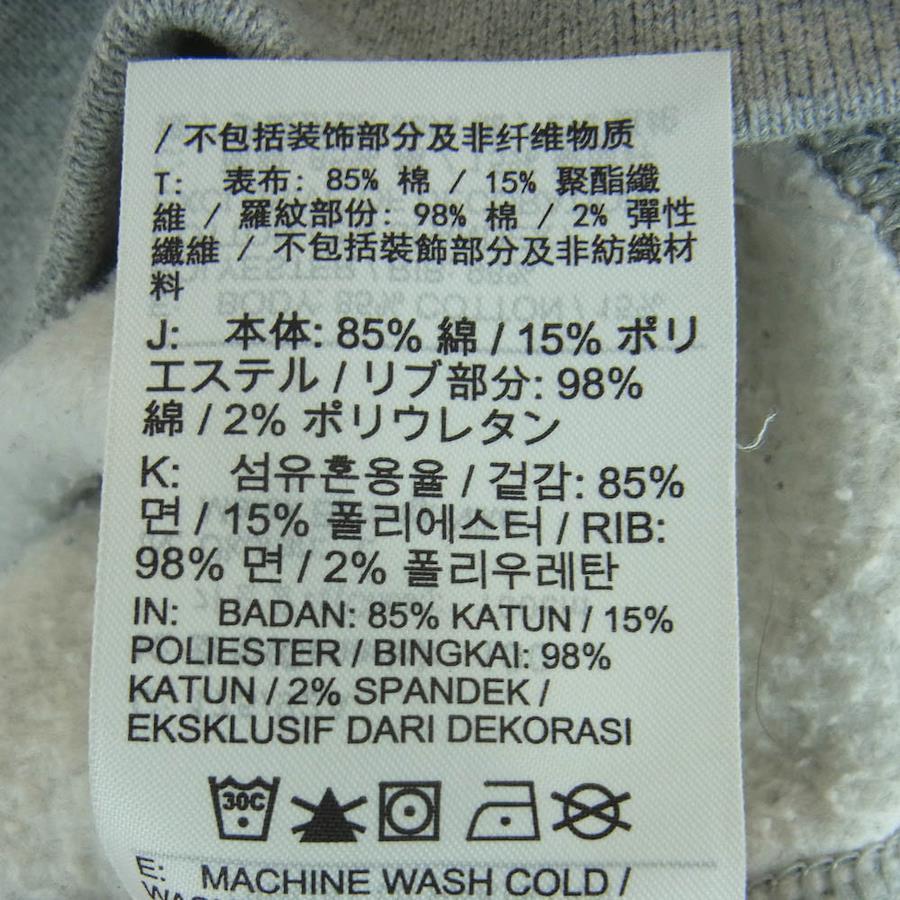 / 不包括装饰部分及非纤维物质
T: 表布: 85% 棉 / 15% 聚酯纖
維 / 羅紋部份: 98% 棉 / 2% 彈性
纖維 / 不包括裝飾部分及非紡織材
料
J: 本体: 85% 綿 / 15% ポリ
エステル / リブ部分: 98%
綿 / 2% ポリウレタン
K: 섬유혼용율 / 겉감: 85%
면 / 15% 폴리에스터 / RIB:
98% 면 / 2% 폴리우레탄
IN: BADAN: 85% KATUN / 15%
POLIESTER / BINGKAI: 98%
KATUN / 2% SPANDEK /
EKSKLUSIF DARI DEKORASI
30C
E: MACHINE WASH COLD /